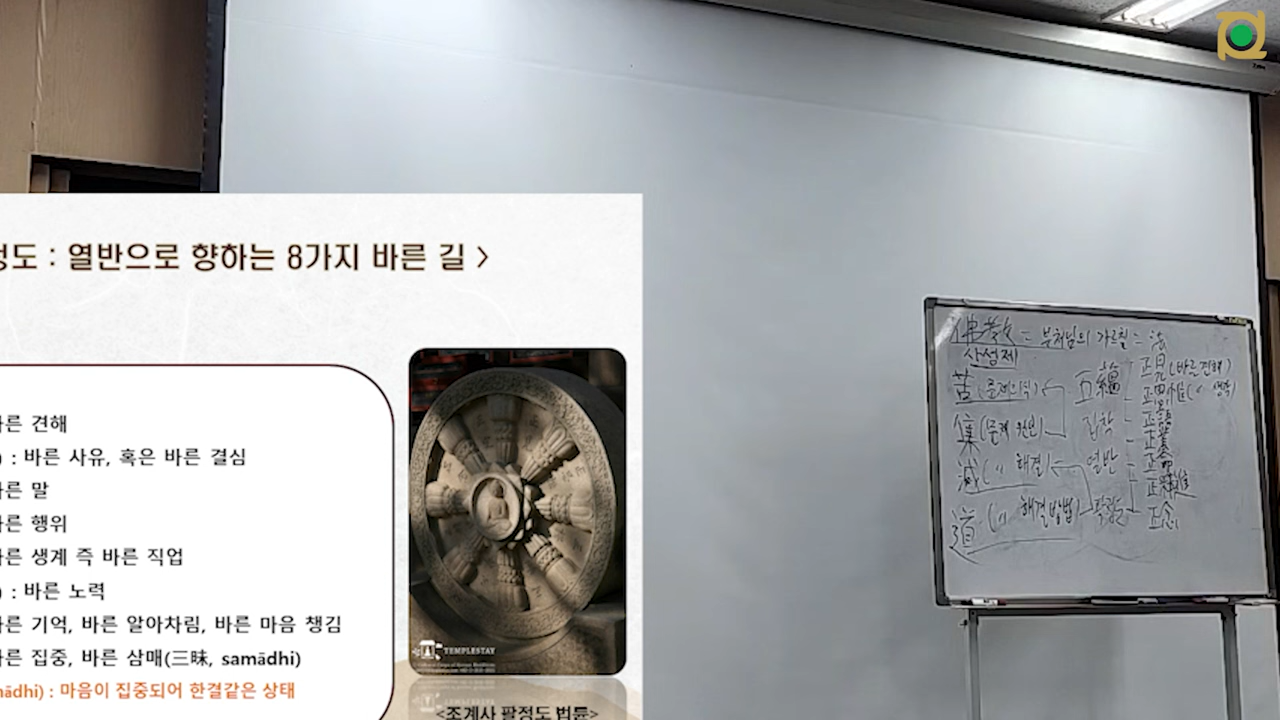 정도 : 열반으로 향하는 8가지 바른 길 >
바른 견해
) : 바른 사유, 혹은 바른 결심
바른 말
바른 행위
바른 생계 즉 바른 직업
) : 바른 노력
바른 기억, 바른 알아차림, 바른 마음 챙김
바른 집중, 바른 삼매(三昧, samādhi)
nādhi) : 마음이 집중되어 한결같은 상태
TEMPLESTAY
<조계사 팔정도 법륜>
佛敎 = 부처님의 가르침 = 法
사성제
苦 (문제의식) 五蘊 正見 (바른 견해)
正思惟 (〃 생각)
集 (문제 원인) 집착 正語
正業
滅 (〃 해결) 열반 正命
正精進
道 (〃 해결방법) 팔정도 正念